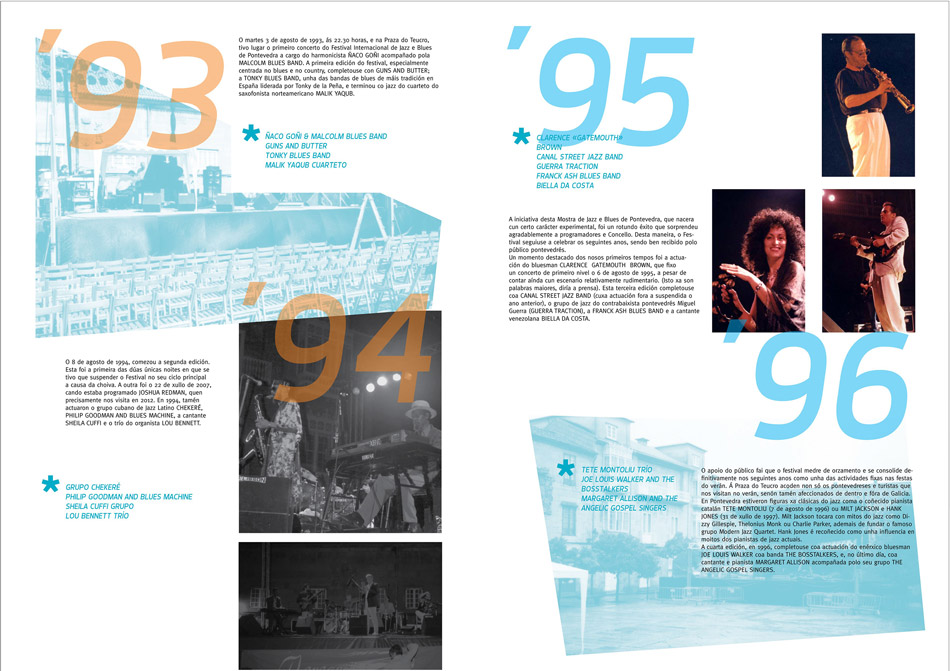 '93
O martes 3 de agosto de 1993, ás 22.30 horas, e na Praza do Teucro,
tivo lugar o primeiro concerto do Festival Internacional de Jazz e Blues
de Pontevedra a cargo do harmonicista ÑACO GOÑI acompañado pola
MALCOLM BLUES BAND. A primeira edición do festival, especialmente
centrada no blues e no country, completouse con GUNS AND BUTTER;
a TONKY BLUES BAND, unha das bandas de blues de máis tradición en
España liderada por Tonky de la Peña, e terminou co jazz do cuarteto do
saxofonista norteamericano MALIK YAQUB.
* ÑACO GOÑI & MALCOLM BLUES BAND
GUNS AND BUTTER
TONKY BLUES BAND
MALIK YAQUB CUARTETO
'94
O 8 de agosto de 1994, comezou a segunda edición.
Esta foi a primeira das dúas únicas noites en que se
tivo que suspender o Festival no seu ciclo principal
a causa da choiva. A outra foi o 22 de xullo de 2007,
cando estaba programado JOSHUA REDMAN, quen
precisamente nos visita en 2012. En 1994, tamén
actuaron o grupo cubano de Jazz Latino CHEKERÉ,
PHILIP GOODMAN AND BLUES MACHINE, a cantante
SHEILA CUFFI e o trío do organista LOU BENNETT.
* GRUPO CHEKERÉ
PHILIP GOODMAN AND BLUES MACHINE
SHEILA CUFFI GRUPO
LOU BENNETT TRÍO
'95
* CLARENCE «GATEMOUTH»
BROWN
CANAL STREET JAZZ BAND
GUERRA TRACTION
FRANCK ASH BLUES BAND
BIELLA DA COSTA
A iniciativa desta Mostra de Jazz e Blues de Pontevedra, que nacera
cun certo carácter experimental, foi un rotundo éxito que sorprendeu
agradablemente a programadores e Concello. Desta maneira, o Fes-
tival seguiuse a celebrar os seguintes anos, sendo ben recibido polo
público pontevedrés.
Un momento destacado dos nosos primeiros tempos foi a actua-
ción do bluesman CLARENCE GATEMOUTH BROWN, que fixo
un concerto de primeiro nivel o 6 de agosto de 1995, a pesar de
contar aínda cun escenario relativamente rudimentario. (Isto xa son
palabras maiores, diría a prensa). Esta terceira edición completouse
coa CANAL STREET JAZZ BAND (cuxa actuación fora a suspendida o
ano anterior), o grupo de jazz do contrabaixista pontevedrés Miguel
Guerra (GUERRA TRACTION), a FRANCK ASH BLUES BAND e a cantante
venezolana BIELLA DA COSTA.
'96
* TETE MONTOLIU TRÍO
JOE LOUIS WALKER AND THE
BOSSTALKERS
MARGARET ALLISON AND THE
ANGELIC GOSPEL SINGERS
O apoio do público fai que o festival medre de orzamento e se consolide de-
finitivamente nos seguintes anos como unha das actividades fixas nas festas
do verán. Á Praza do Teucro acoden non só os pontevedreses e turistas que
nos visitan no verán, senón tamén afeccionados de dentro e fóra de Galicia.
En Pontevedra estiveron figuras xa clásicas do jazz como o coñecido pianista
catalán TETE MONTOLIU (7 de agosto de 1996) ou MILT JACKSON e HANK
JONES (31 de xullo de 1997). Milt Jackson tocara con mitos do jazz como Di-
zzy Gillespie, Thelonius Monk ou Charlie Parker, ademais de fundar o famoso
grupo Modern Jazz Quartet. Hank Jones é recoñecido como unha influencia en
moitos dos pianistas de jazz actuais.
A cuarta edición, en 1996, completouse coa actuación do enérxico bluesman
JOE LOUIS WALKER coa banda THE BOSSTALKERS, e, no último día, coa
cantante e pianista MARGARET ALLISON acompañada polo seu grupo THE
ANGELIC GOSPEL SINGERS.